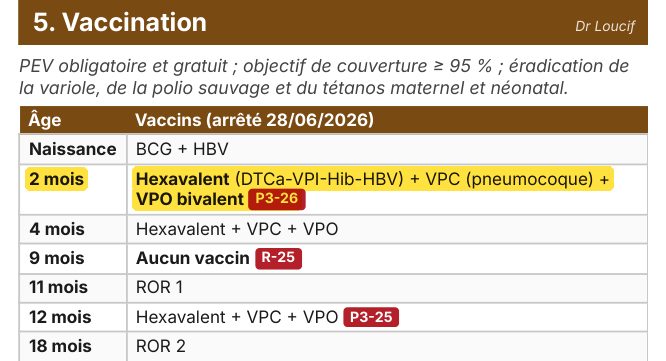 5. Vaccination
Dr Loucif
PEV obligatoire et gratuit ; objectif de couverture ≥ 95 % ; éradication de
la variole, de la polio sauvage et du tétanos maternel et néonatal.
Âge Vaccins (arrêté 28/06/2026)
Naissance BCG + HBV
2 mois Hexavalent (DTCa-VPI-Hib-HBV) + VPC (pneumocoque) +
VPO bivalent P3-26
4 mois Hexavalent + VPC + VPO
9 mois Aucun vaccin R-25
11 mois ROR 1
12 mois Hexavalent + VPC + VPO P3-25
18 mois ROR 2